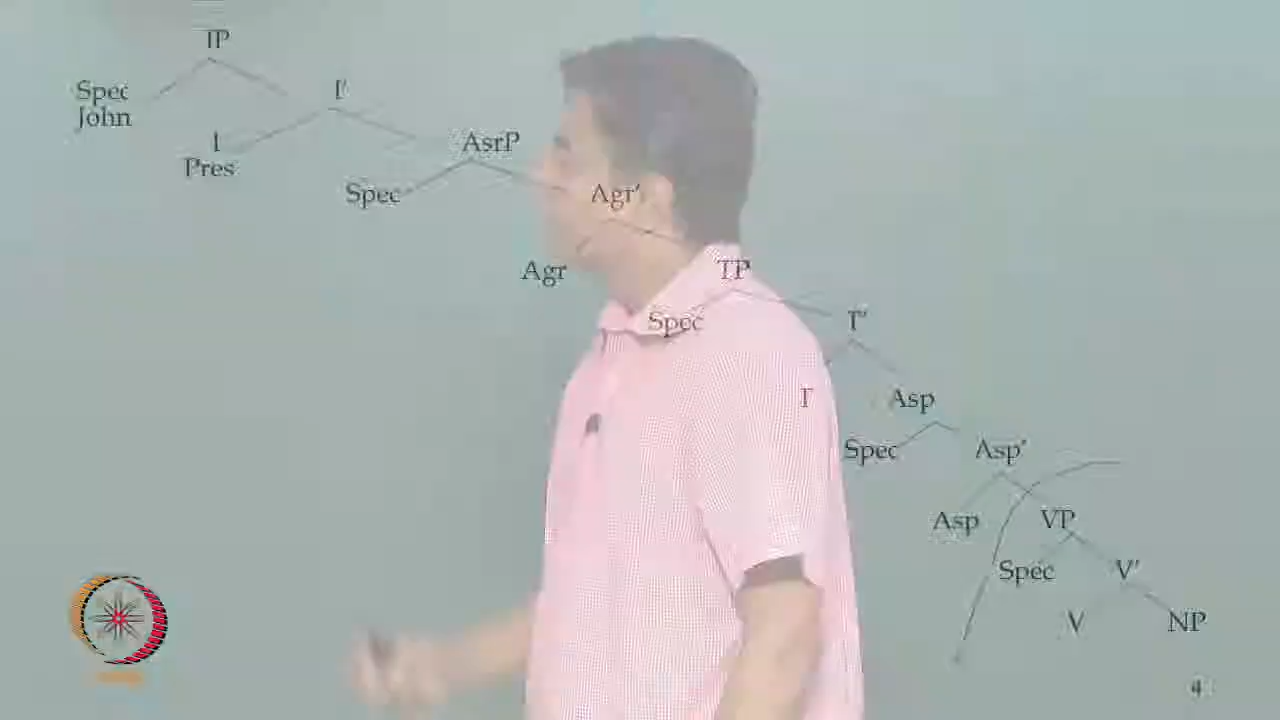 IP
Spec
John
I'
I
Pres
AsrP
Spec
Agr'
Agr
TP
Spec
T'
T
Asp
Spec
Asp'
Asp
VP
Spec
V'
V
NP
4